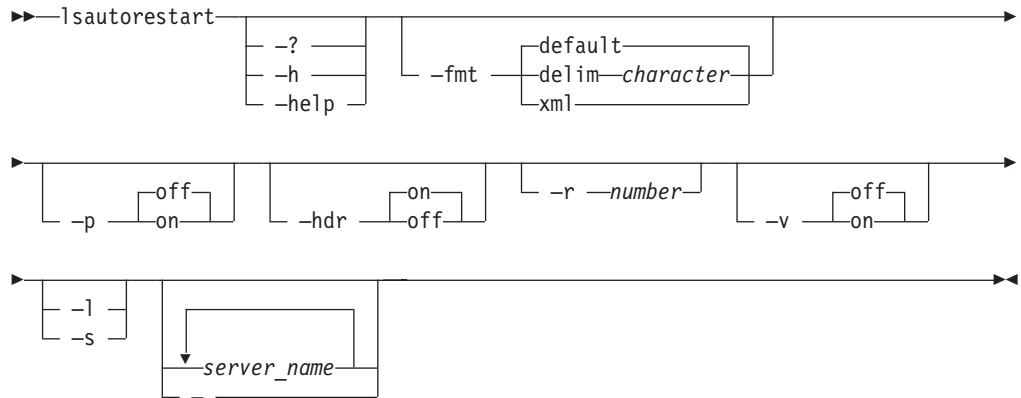 lsautorestart
–?
–h
–help
–fmt
default
delim character
xml
–p
off
on
–hdr
on
off
–r number
–v
off
on
–l
–s
server_name
–